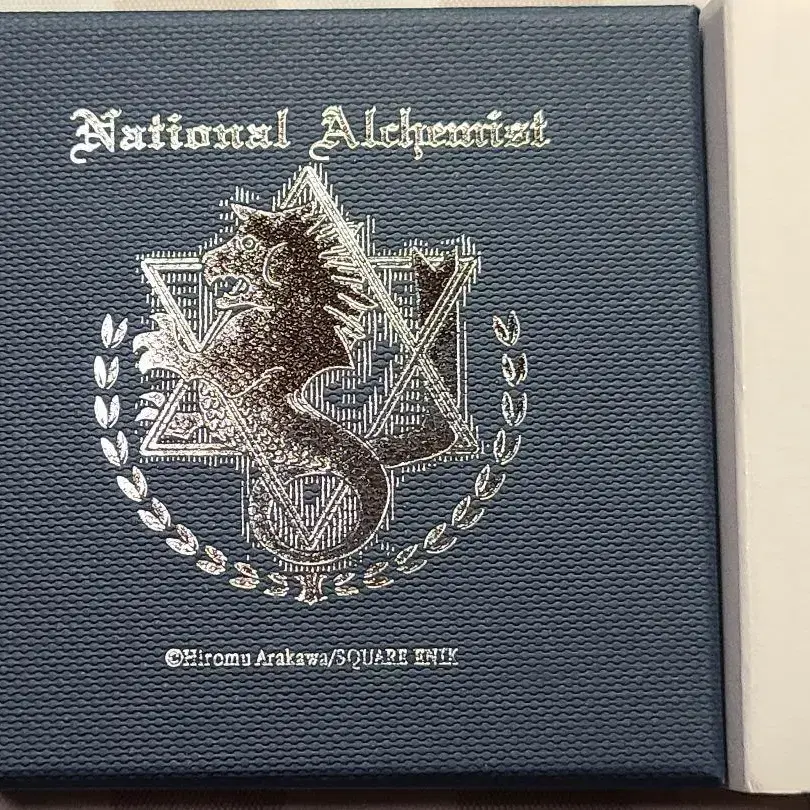 National Alchemist
©Hiromu Arakawa/SQUARE ENIX